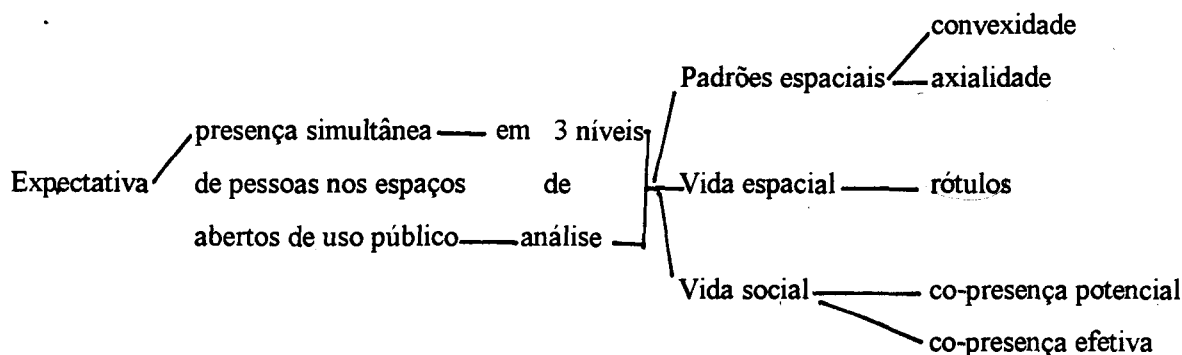 convexidade
Padrões espaciais axialidade
presença simultânea em 3 níveis
Expectativa de pessoas nos espaços de Vida espacial rótulos
abertos de uso público análise
Vida social co-presença potencial
co-presença efetiva